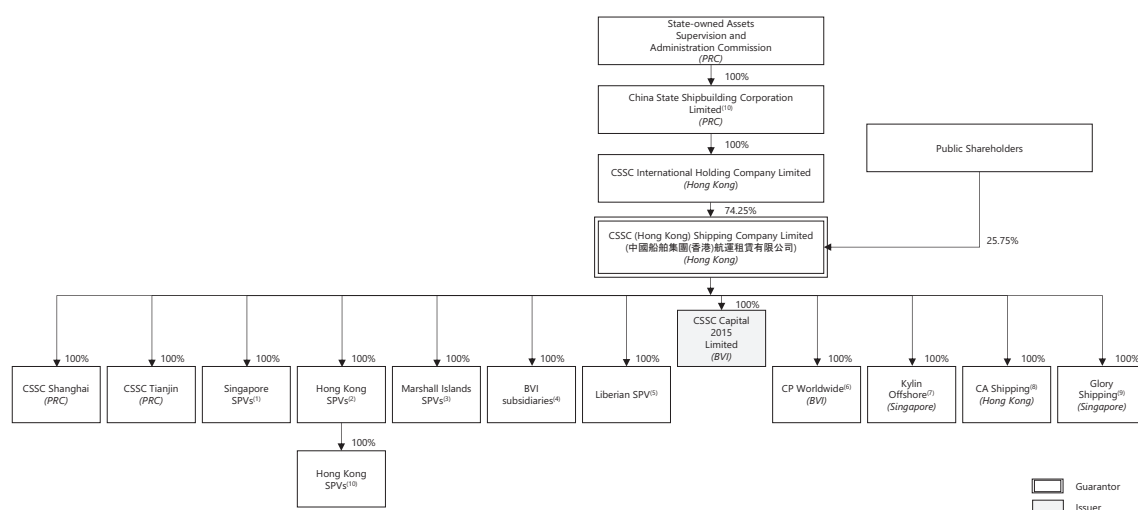 State-owned Assets
Supervision and
Administration Commission
(PRC)
100%
China State Shipbuilding Corporation
Limited(10)
(PRC)
100%
Public Shareholders
CSSC International Holding Company Limited
(Hong Kong)
74.25%
CSSC (Hong Kong) Shipping Company Limited
(中國船舶集團(香港)航運租賃有限公司)
(Hong Kong)
25.75%
100%
CSSC Capital
2015
Limited
(BVI)
100%
CSSC Shanghai
(PRC)
100%
CSSC Tianjin
(PRC)
100%
Singapore
SPVs(1)
100%
Hong Kong
SPVs(2)
100%
Marshall Islands
SPVs(3)
100%
BVI
subsidiaries(4)
100%
Liberian SPV(5)
100%
CP Worldwide(6)
(BVI)
100%
Kylin
Offshore(7)
(Singapore)
100%
CA Shipping(8)
(Hong Kong)
100%
Glory
Shipping(9)
(Singapore)
100%
Hong Kong
SPVs(10)
Guarantor
Issuer